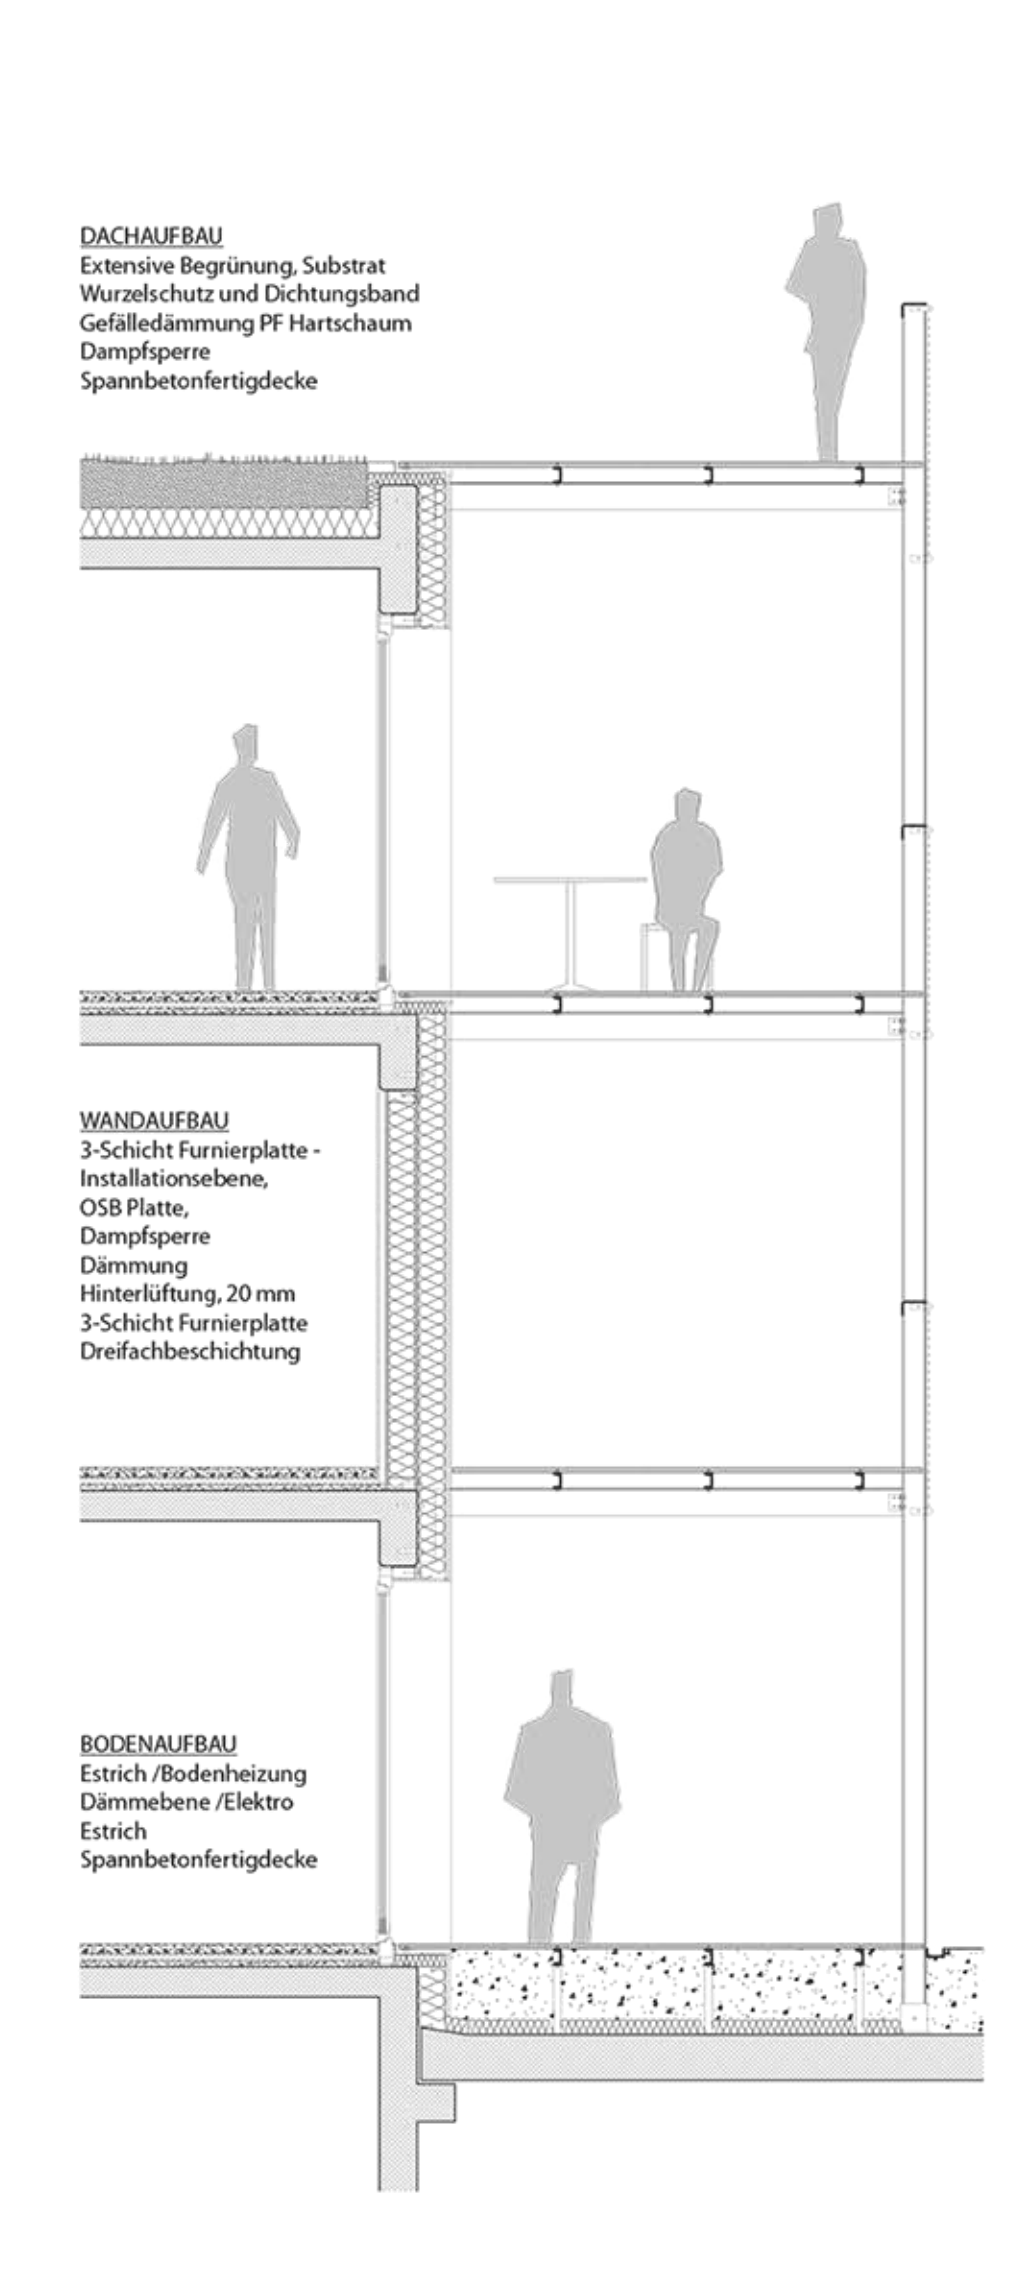 DACHAUFBAU
Extensive Begrünung, Substrat
Wurzelschutz und Dichtungsband
Gefälledämmung PF Hartschaum
Dampfsperre
Spannbetonfertigdecke
WANDAUFBAU
3-Schicht Furnierplatte -
Installationsebene,
OSB Platte,
Dampfsperre
Dämmung
Hinterlüftung, 20 mm
3-Schicht Furnierplatte
Dreifachbeschichtung
BODENAUFBAU
Estrich /Bodenheizung
Dämmebene /Elektro
Estrich
Spannbetonfertigdecke